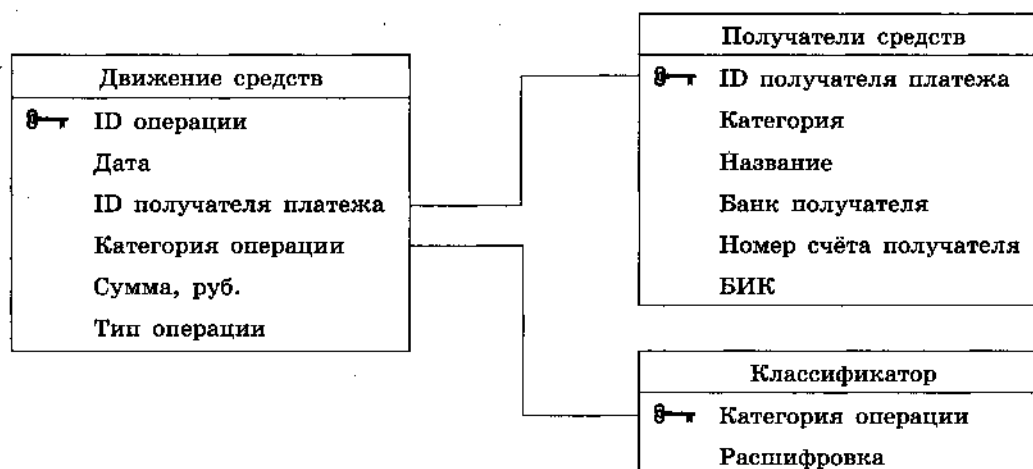 Движение средств
ID операции
Дата
ID получателя платежа
Категория операции
Сумма, руб.
Тип операции
Получатели средств
ID получателя платежа
Категория
Название
Банк получателя
Номер счёта получателя
БИК
Классификатор
Категория операции
Расшифровка